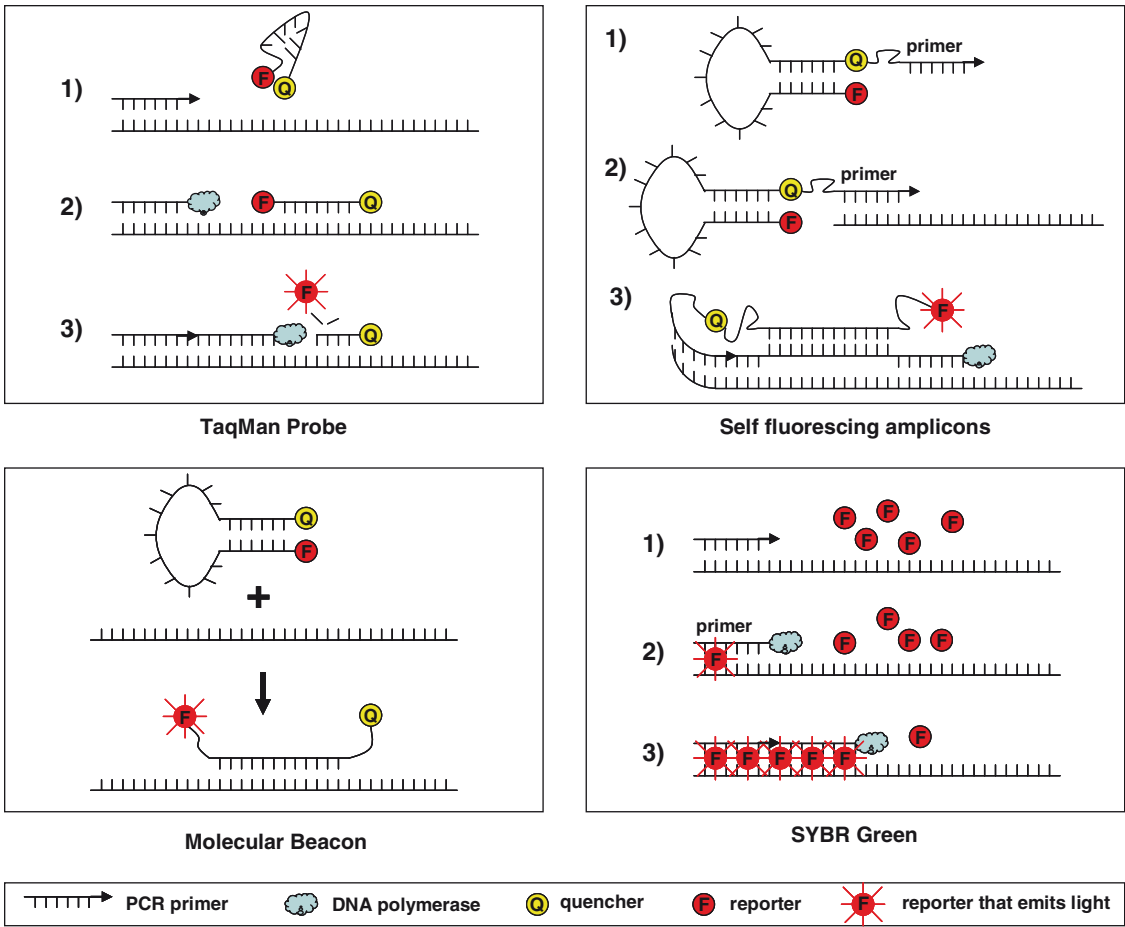 1)
F
Q
2)
F
Q
F
3)
Q
TaqMan Probe
1)
primer
Q
F
2)
primer
Q
F
3)
Q
F
Self fluorescing amplicons
Q
F
+
F
Q
Molecular Beacon
1)
F F F F F
primer
2)
F F F F F
3)
F F F F F F
SYBR Green
PCR primer
DNA polymerase
Q quencher
F reporter
F reporter that emits light